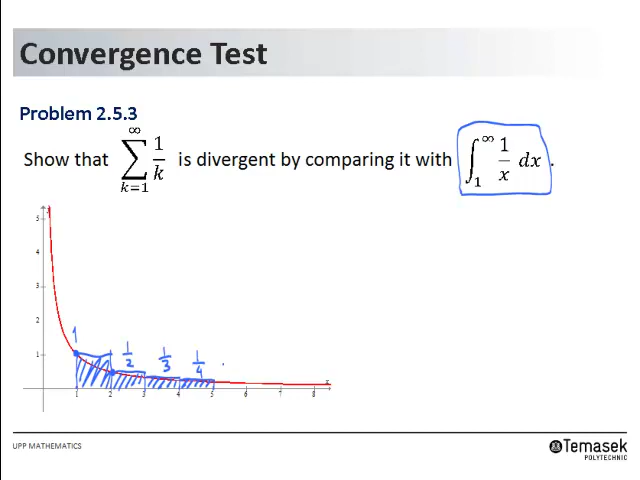 Convergence Test
Problem 2.5.3
Show that ∑_{k=1}^{∞} 1/k is divergent by comparing it with ∫_1^∞ 1/x dx .
5
4
3
2
1
1 1/2 1/3 1/4
1 2 3 4 5 6 7 8
x
UPP MATHEMATICS
Temasek
POLYTECHNIC